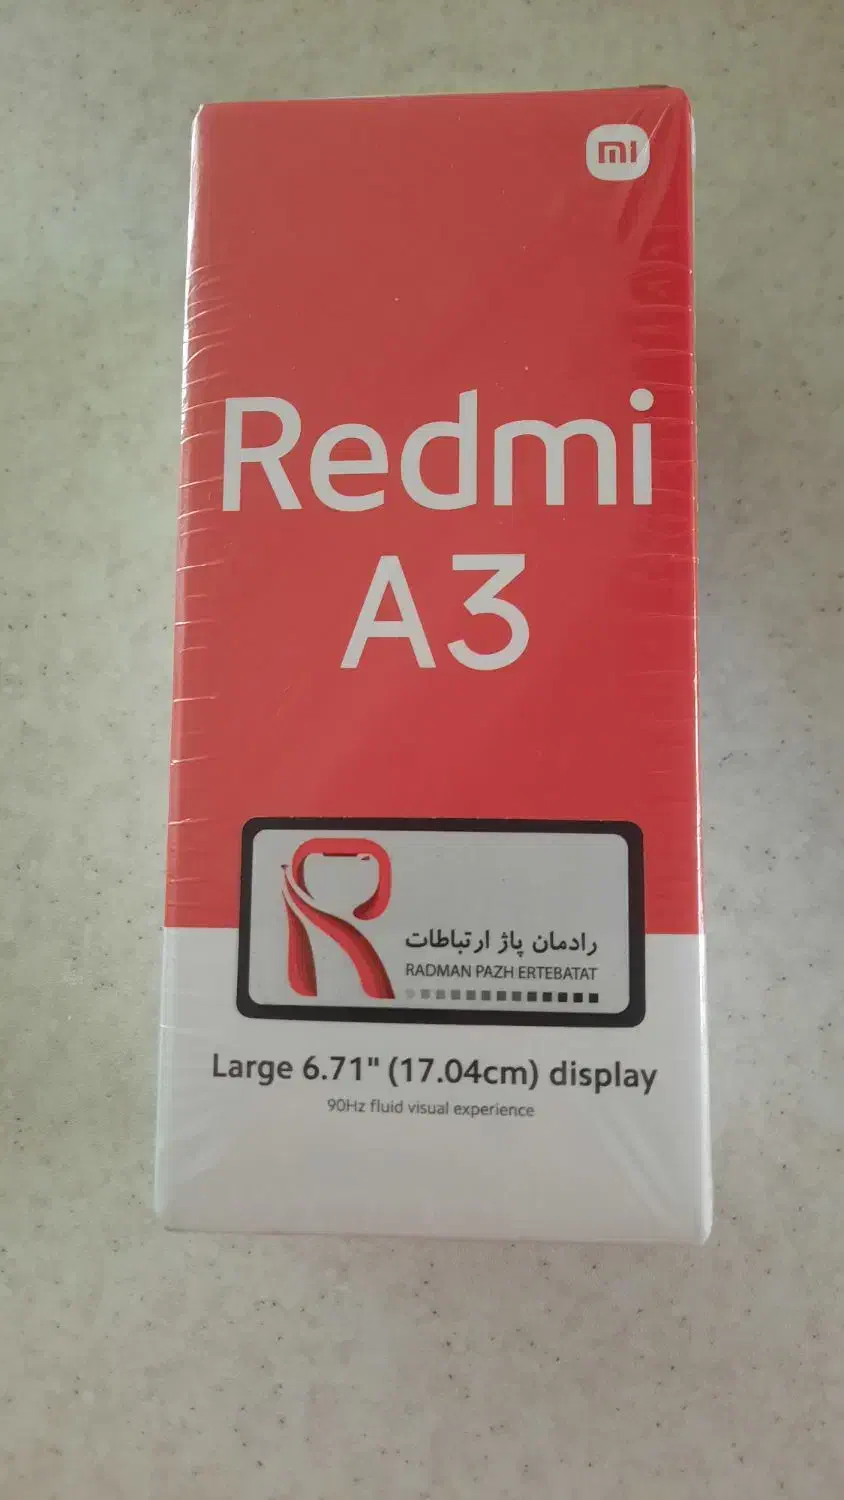 mi
Redmi
A3
رادمان پاژ ارتباطات
RADMAN PAZH ERTEBATAT
Large 6.71" (17.04cm) display
90Hz fluid visual experience